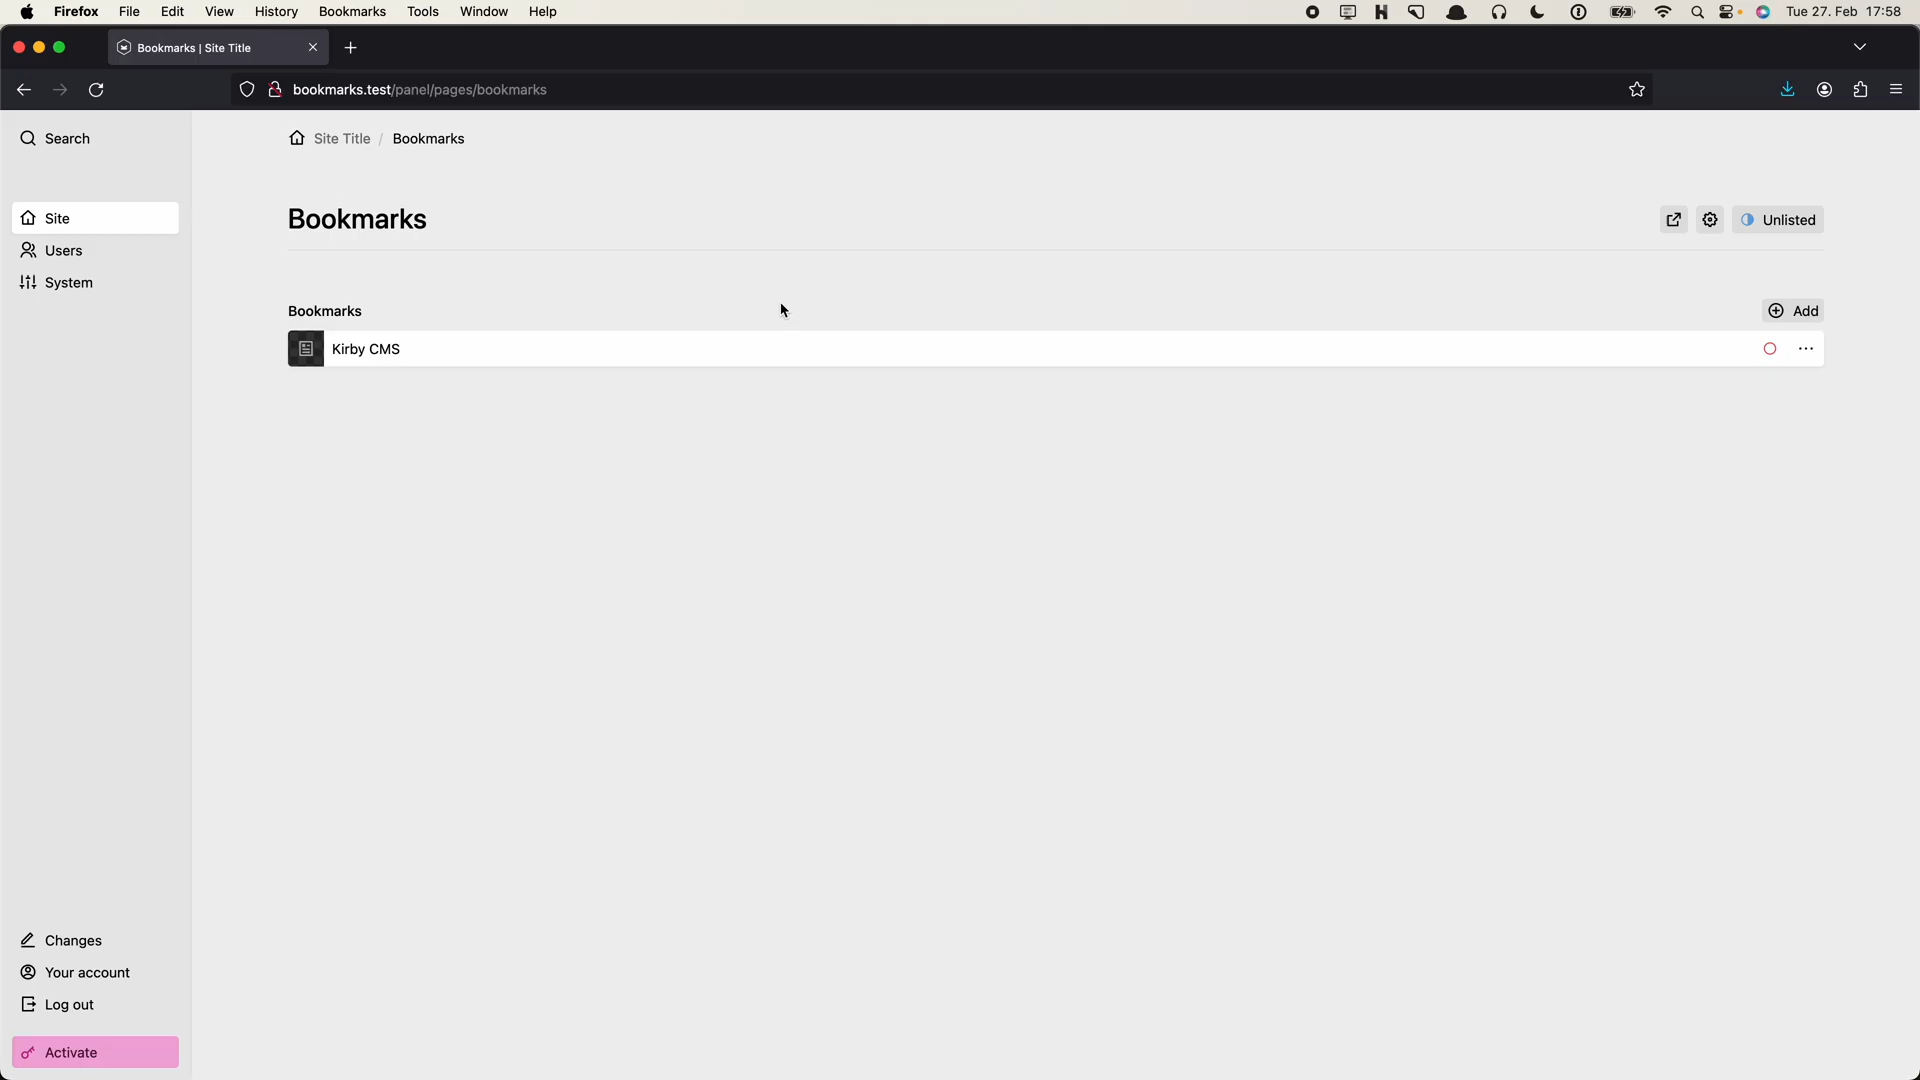 Firefox File Edit View History Bookmarks Tools Window Help Tue 27. Feb 17:58
Bookmarks | Site Title
bookmarks.test/panel/pages/bookmarks
Search
Site Title / Bookmarks
Site
Users
System
Bookmarks
Unlisted
Bookmarks
Add
Kirby CMS
Changes
Your account
Log out
Activate